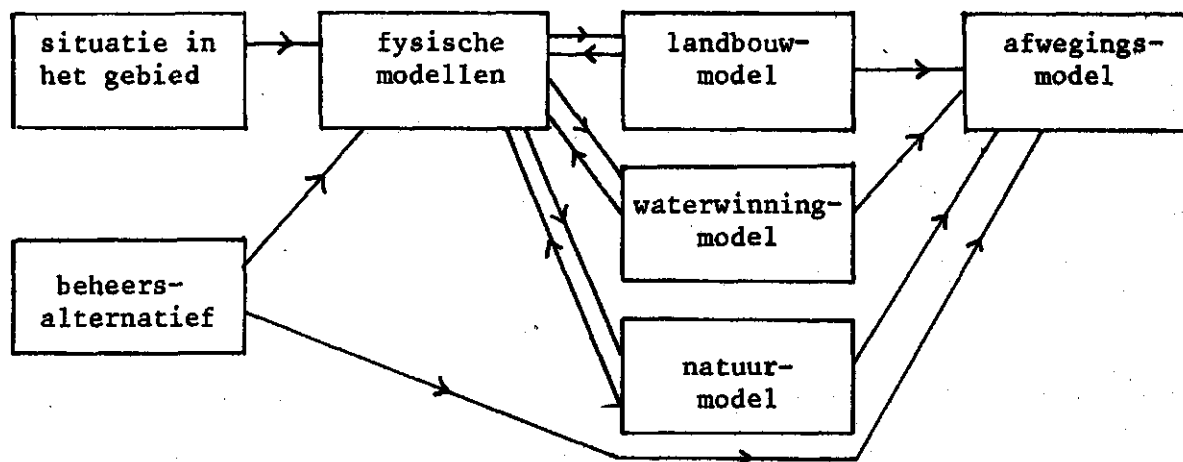 situatie in
het gebied
fysische
modellen
landbouw-
model
afwegings-
model
waterwinning-
model
beheers-
alternatief
natuur-
model